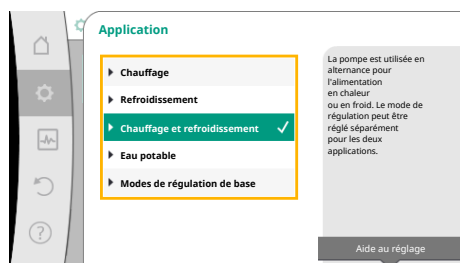 Application
Chauffage
Refroidissement
Chauffage et refroidissement
Eau potable
Modes de régulation de base
La pompe est utilisée en
alternance pour
l'alimentation
en chaleur
ou en froid. Le mode de
régulation peut être
réglé séparément
pour les deux
applications.
Aide au réglage